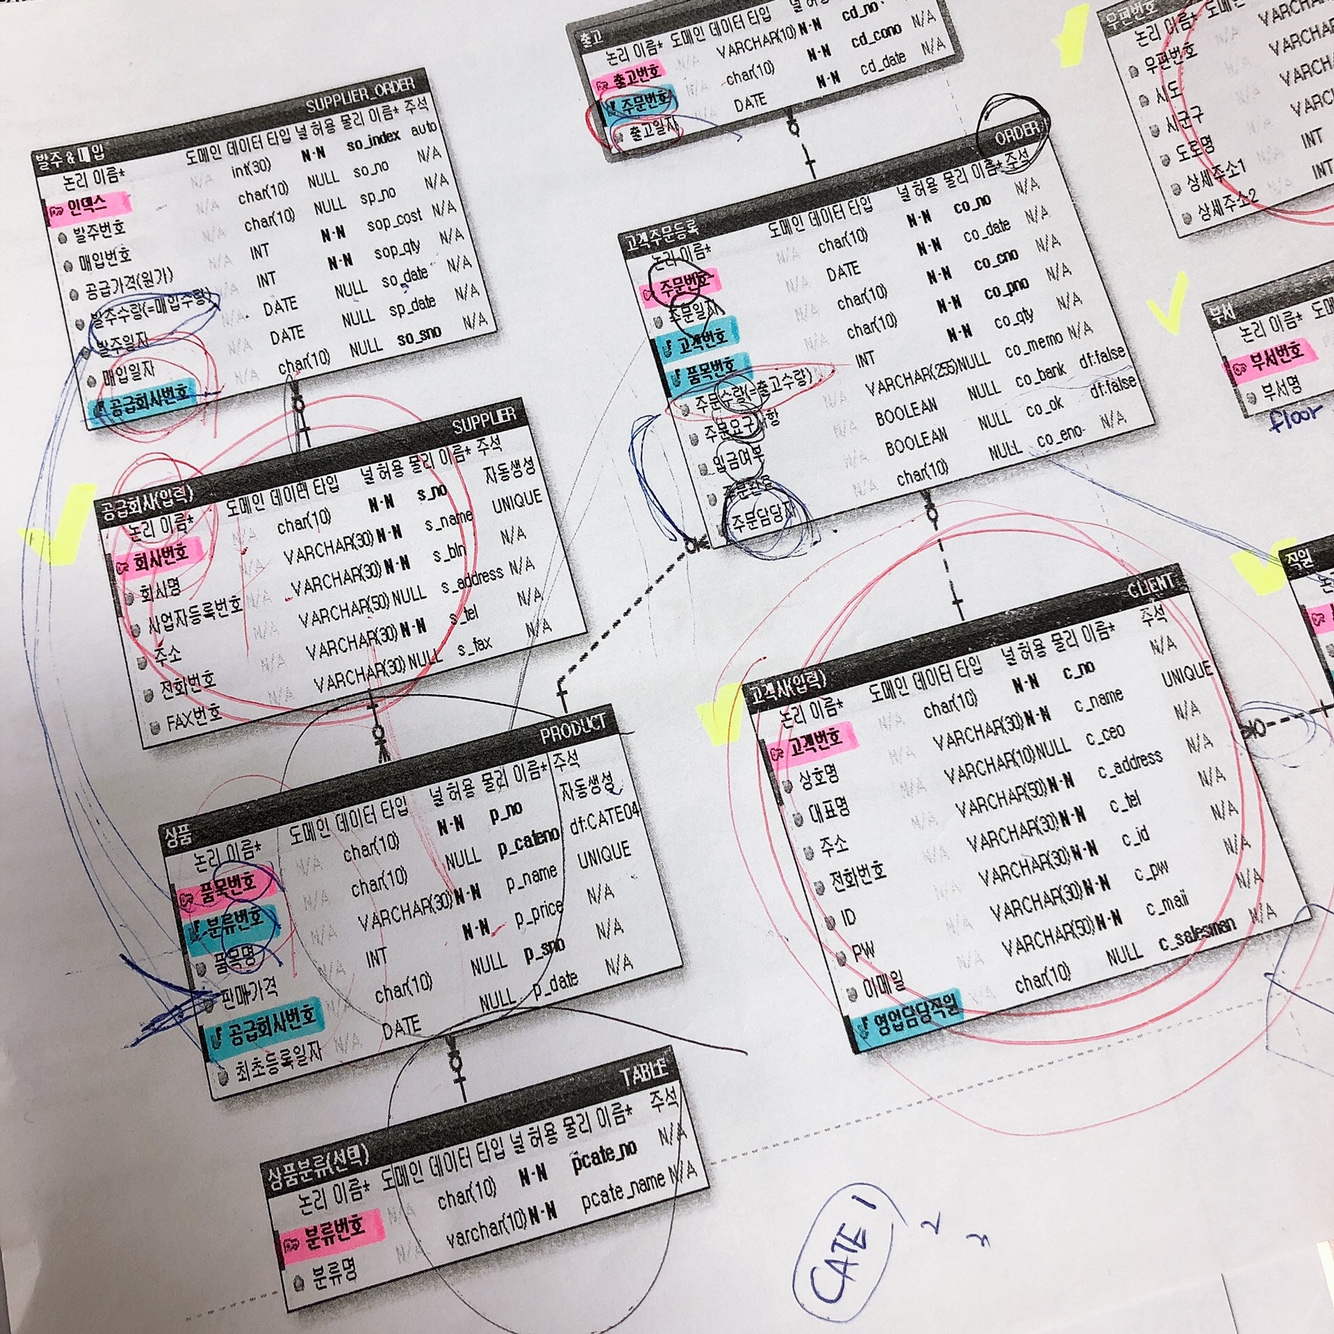 SUPPLIER_ORDER
발주&매입
논리 이름* 도메인 데이터 타입 널 허용 물리 이름* 주석
인덱스 N/A int(30) N-N so_index auto
발주번호 N/A char(10) NULL so_no N/A
매입번호 N/A char(10) NULL sp_no N/A
공급가격(원가) N/A INT N-N sop_cost N/A
발주수량(=매입수량) INT N-N sop_qty N/A
발주일자 DATE NULL so_date N/A
매입일자 DATE NULL sp_date N/A
공급회사번호 char(10) NULL so_sno N/A
SUPPLIER
공급회사(입력)
논리 이름* 도메인 데이터 타입 널 허용 물리 이름* 주석
회사번호 N/A char(10) N-N s_no 자동생성
회사명 N/A VARCHAR(30) N-N s_name UNIQUE
사업자등록번호 VARCHAR(30) N-N s_bln
주소 N/A VARCHAR(50) NULL s_address N/A
전화번호 N/A VARCHAR(30) N-N s_tel N/A
FAX번호 N/A VARCHAR(30) NULL s_fax N/A
PRODUCT
상품
논리 이름* 도메인 데이터 타입 널 허용 물리 이름* 주석
품목번호 N/A char(10) N-N p_no 자동생성
분류번호 N/A char(10) NULL p_cateno df:CATE04
품목명 N/A VARCHAR(30) N-N p_name UNIQUE
판매가격 N/A INT N-N p_price N/A
공급회사번호 N/A char(10) NULL p_sno N/A
최초등록일자 N/A DATE NULL p_date N/A
TABLE
상품분류(선택)
논리 이름* 도메인 데이터 타입 널 허용 물리 이름* 주석
분류번호 N/A char(10) N-N pcate_no N/A
분류명 N/A varchar(10) N-N pcate_name N/A
출고
논리 이름* 도메인 데이터 타입 널 허용
출고번호 N/A VARCHAR(10) N-N cd_no
주문번호 N/A char(10) N-N cd_cono N/A
출고일자 DATE N-N cd_date N/A
ORDER
고객주문등록
논리 이름* 도메인 데이터 타입 널 허용 물리 이름* 주석
주문번호 N/A char(10) N-N co_no N/A
주문일자 N/A DATE N-N co_date N/A
고객번호 N/A char(10) N-N co_cno N/A
품목번호 N/A char(10) N-N co_pno N/A
주문수량(=출고수량) INT N-N co_qty N/A
주문요구사항 N/A VARCHAR(255) NULL co_memo N/A
입금여부 N/A BOOLEAN NULL co_bank df:false
N/A BOOLEAN NULL co_ok df:false
주문담당자 N/A char(10) NULL co_eno
CLIENT
고객사(입력)
논리 이름* 도메인 데이터 타입 널 허용 물리 이름* 주석
고객번호 N/A char(10) N-N c_no N/A
상호명 N/A VARCHAR(30) N-N c_name UNIQUE
대표명 N/A VARCHAR(10) NULL c_ceo N/A
주소 N/A VARCHAR(50) N-N c_address N/A
전화번호 N/A VARCHAR(30) N-N c_tel N/A
ID N/A VARCHAR(30) N-N c_id N/A
PW N/A VARCHAR(30) N-N c_pw N/A
이메일 N/A VARCHAR(50) N-N c_mail N/A
영업담당직원 char(10) NULL c_salesman N/A
우편번호
논리 이름* 도메인
우편번호 N/A VARCHAR
시도 N/A VARCHA
시군구 N/A VARCH
도로명 N/A VARC
상세주소1 N/A INT
상세주소2 N/A INT
부서
논리 이름* 도메인
부서번호 N/A
부서명 N/A
floor
직원
CATE 1
2
3